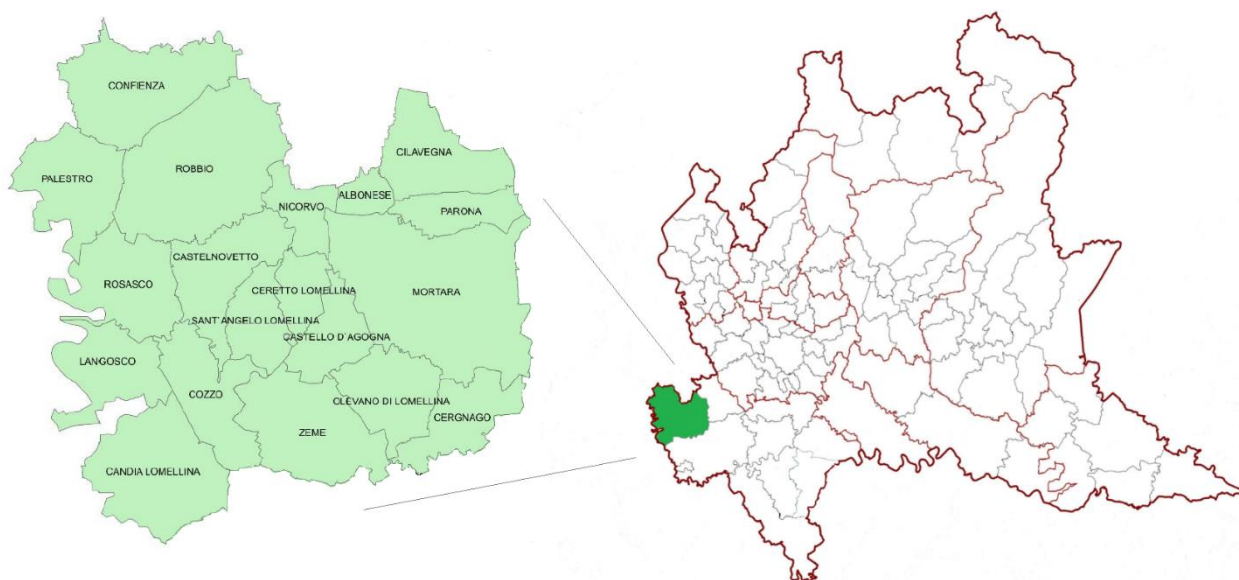 CONFIENZA
CILAVEGNA
ROBBIO
PALESTRO
ALBONESE
NICORVO
PARONA
CASTELNOVETTO
ROSASCO
CERETTO LOMELLINA
MORTARA
SANT'ANGELO LOMELLINA
CASTELLO D'AGOGNA
LANGOSCO
COZZO
OLEVANO DI LOMELLINA
CERGNAGO
ZEME
CANDIA LOMELLINA